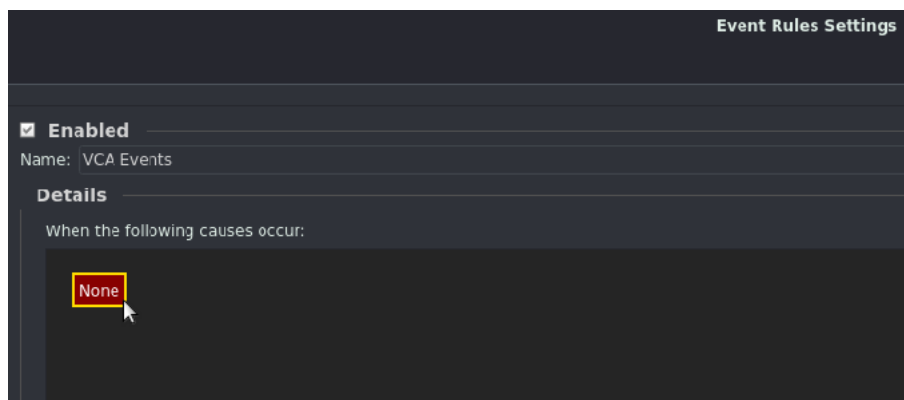 Event Rules Settings
Enabled
Name: VCA Events
Details
When the following causes occur:
None